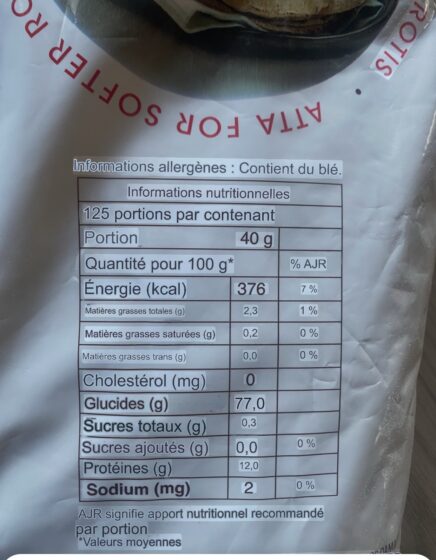 ATTA FOR SOFTER RO
ROTIS
Informations allergènes : Contient du blé.
Informations nutritionnelles
125 portions par contenant
Portion 40 g
Quantité pour 100 g* % AJR
Énergie (kcal) 376 7 %
Matières grasses totales (g) 2,3 1 %
Matières grasses saturées (g) 0,2 0 %
Matières grasses trans (g) 0,0 0 %
Cholestérol (mg) 0
Glucides (g) 77,0
Sucres totaux (g) 0,3
Sucres ajoutés (g) 0,0 0 %
Protéines (g) 12,0
Sodium (mg) 2 0 %
AJR signifie apport nutritionnel recommandé
par portion
*Valeurs moyennes